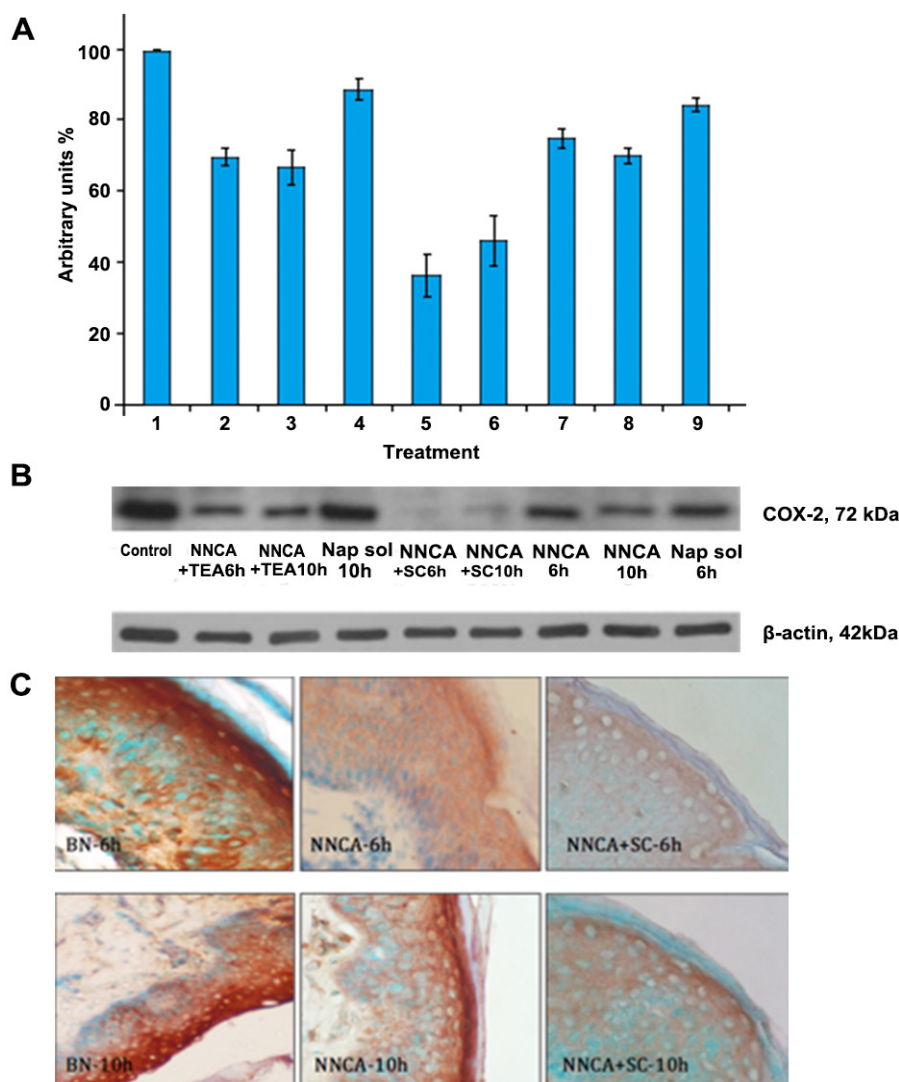 A
100
80
60
40
20
0
Arbitrary units %
1 2 3 4 5 6 7 8 9
Treatment
B
COX-2, 72 kDa
Control NNCA NNCA Nap sol NNCA NNCA NNCA NNCA Nap sol
+TEA6h +TEA10h 10h +SC6h +SC10h 6h 10h 6h
β-actin, 42kDa
C
BN-6h NNCA-6h NNCA+SC-6h
BN-10h NNCA-10h NNCA+SC-10h